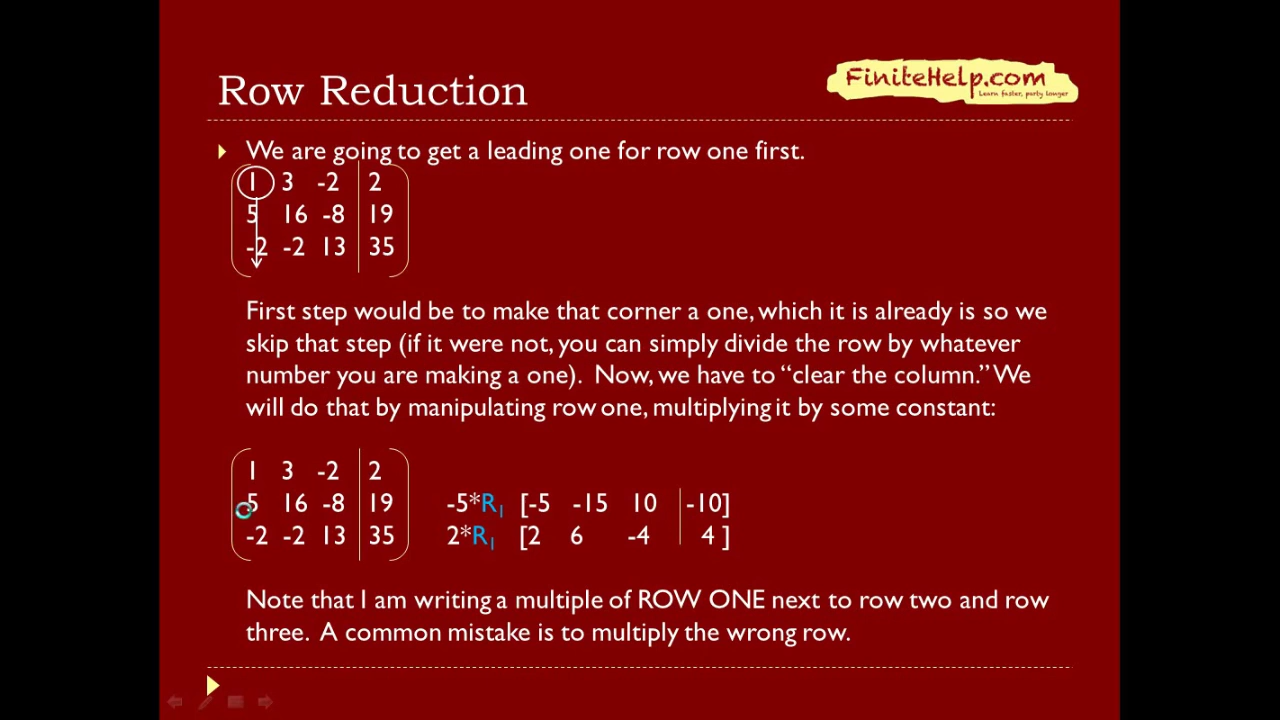 Row Reduction
FiniteHelp.com
Learn faster, party longer
We are going to get a leading one for row one first.
1 3 -2 2
5 16 -8 19
-2 -2 13 35
First step would be to make that corner a one, which it is already is so we
skip that step (if it were not, you can simply divide the row by whatever
number you are making a one). Now, we have to “clear the column.” We
will do that by manipulating row one, multiplying it by some constant:
1 3 -2 2
5 16 -8 19 -5*R1 [-5 -15 10 -10]
-2 -2 13 35 2*R1 [2 6 -4 4 ]
Note that I am writing a multiple of ROW ONE next to row two and row
three. A common mistake is to multiply the wrong row.